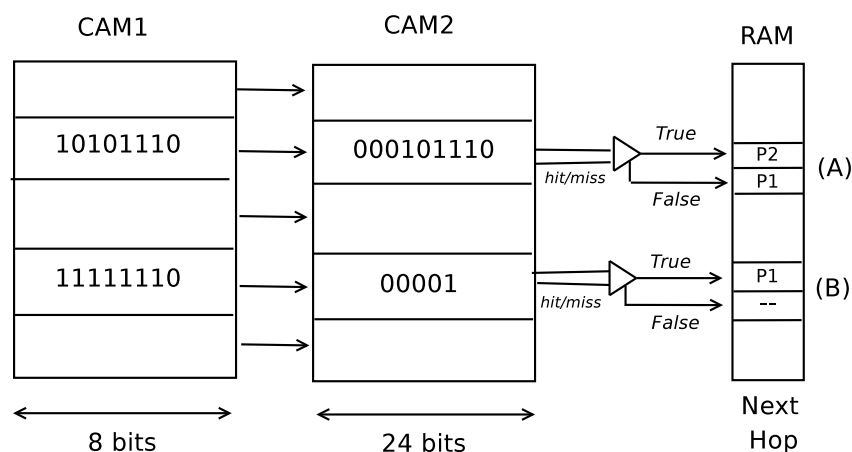 CAM1
CAM2
RAM
10101110
000101110
True
P2
(A)
hit/miss
P1
False
11111110
00001
True
P1
(B)
hit/miss
--
False
Next
Hop
8 bits
24 bits